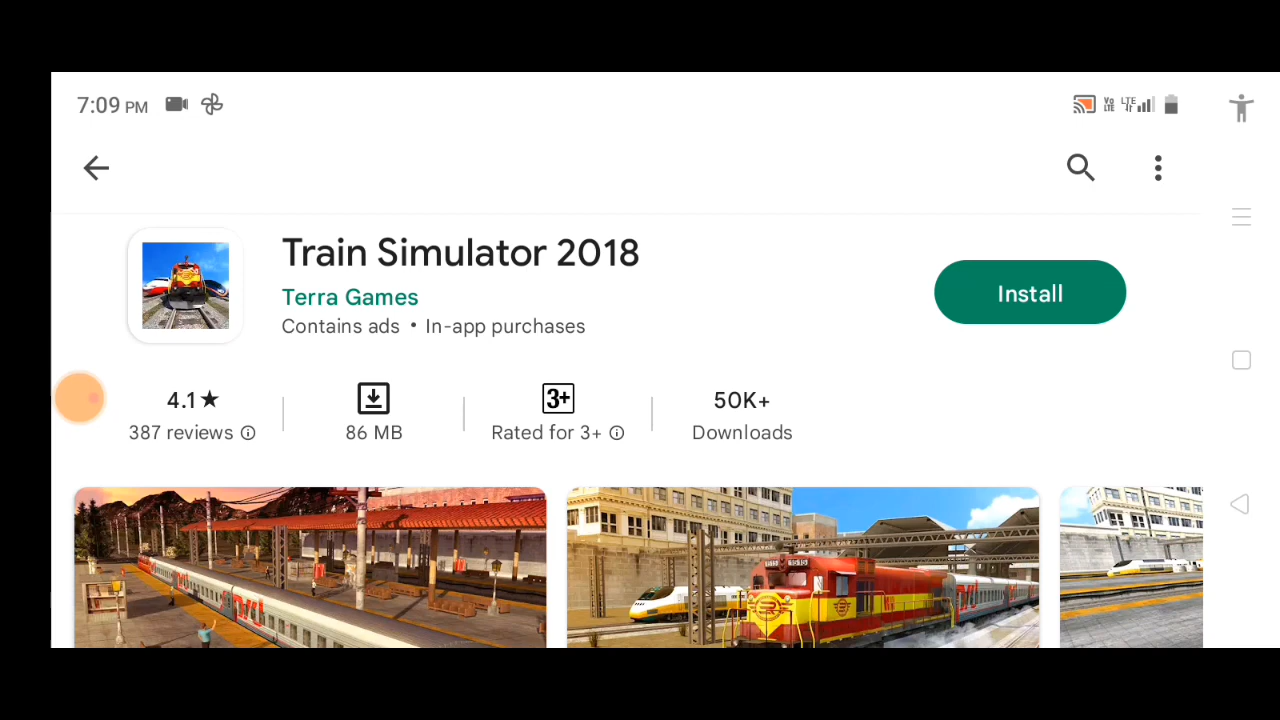 7:09 PM
Train Simulator 2018
Terra Games
Contains ads • In-app purchases
Install
4.1★
387 reviews
86 MB
3+
Rated for 3+
50K+
Downloads